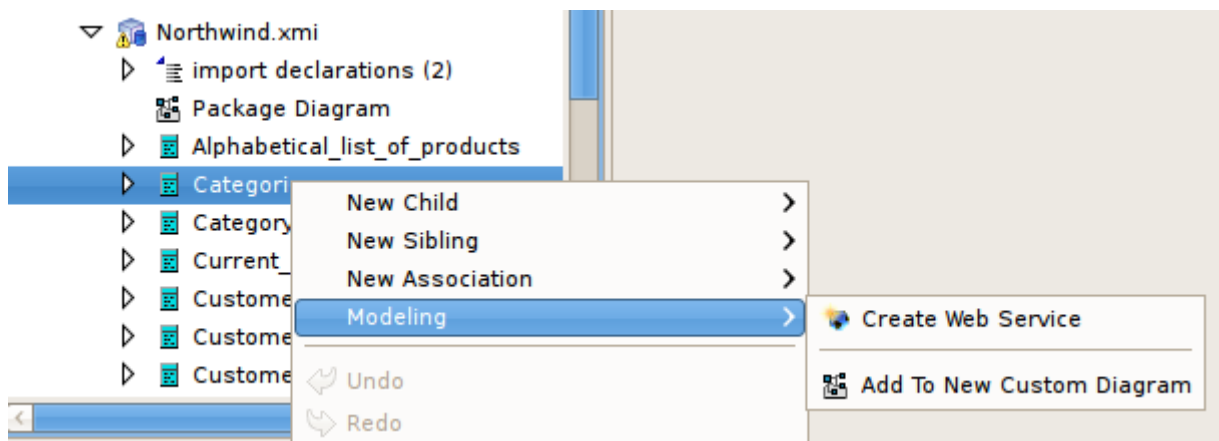 Northwind.xmi
import declarations (2)
Package Diagram
Alphabetical_list_of_products
Categori
Category
Current_
Custome
Custome
Custome
New Child
New Sibling
New Association
Modeling
Undo
Redo
Create Web Service
Add To New Custom Diagram